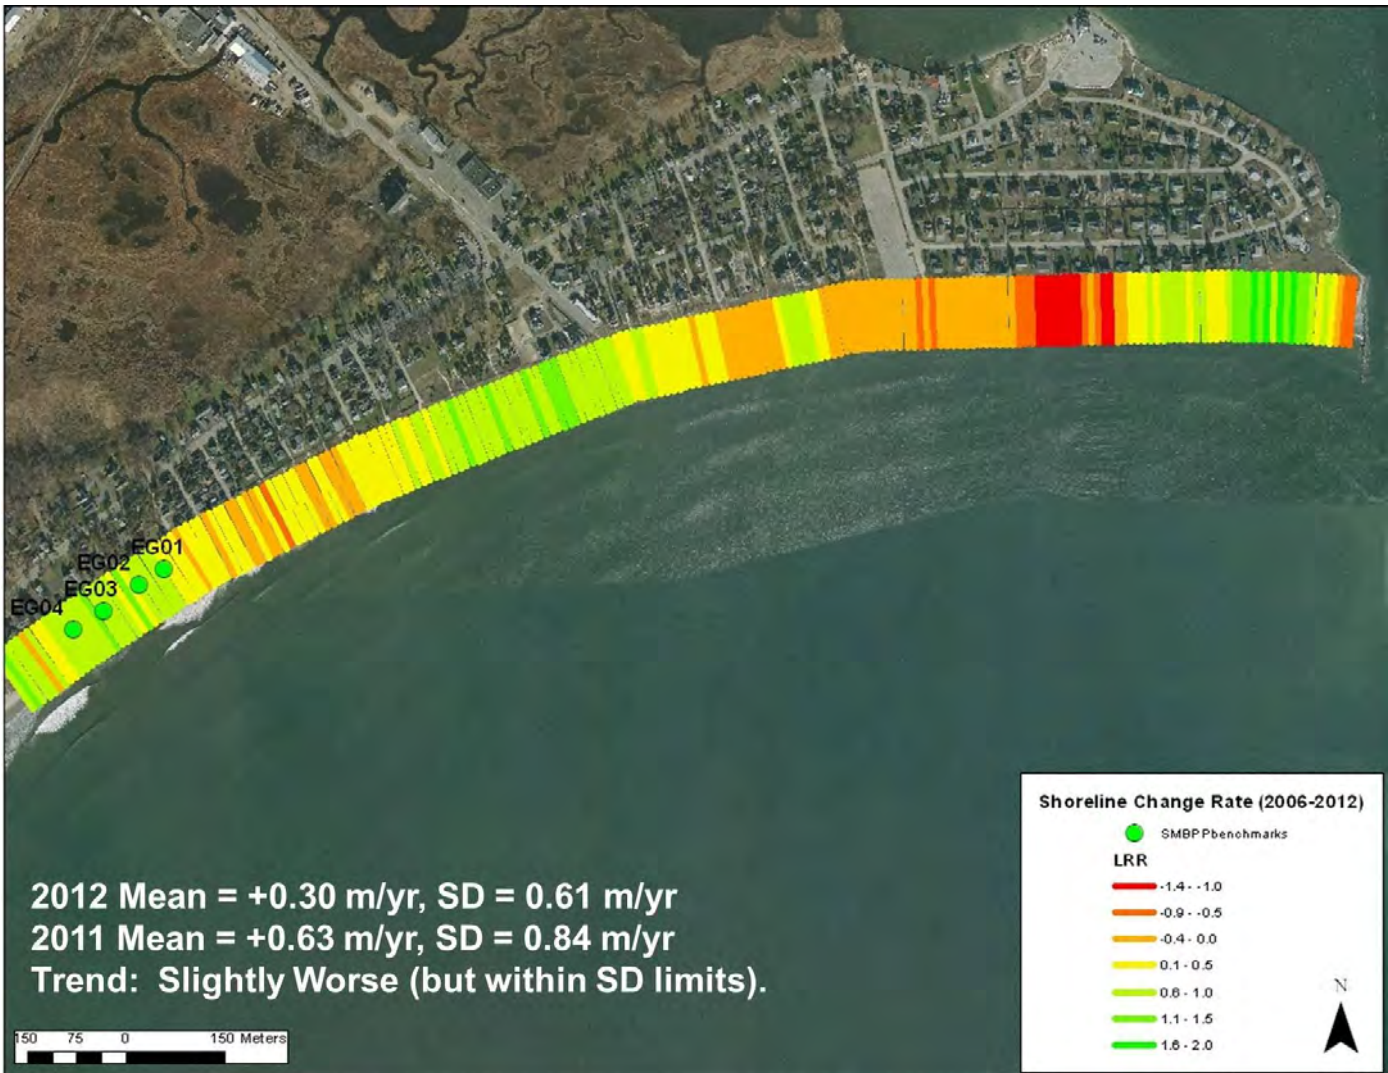 EG01
EG02
EG03
EG04
2012 Mean = +0.30 m/yr, SD = 0.61 m/yr
2011 Mean = +0.63 m/yr, SD = 0.84 m/yr
Trend:  Slightly Worse (but within SD limits).
150 75 0 150 Meters
Shoreline Change Rate (2006-2012)
SMBPPbenchmarks
LRR
-1.4 - -1.0
-0.9 - -0.5
-0.4 - 0.0
0.1 - 0.5
0.6 - 1.0
1.1 - 1.5
1.6 - 2.0
N